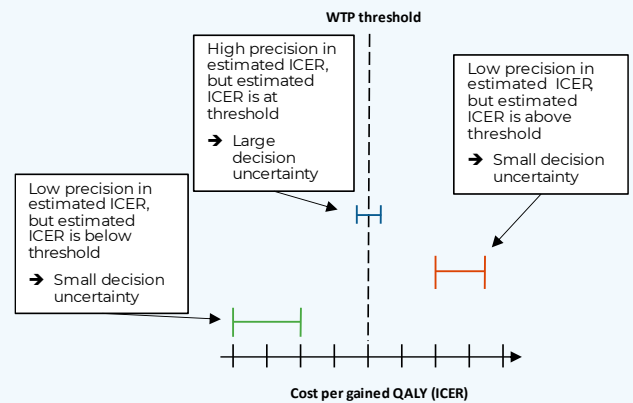 WTP threshold
High precision in
estimated ICER,
but estimated
ICER is at
threshold
➔ Large
decision
uncertainty
Low precision in
estimated ICER,
but estimated
ICER is above
threshold
➔ Small decision
uncertainty
Low precision in
estimated ICER,
but estimated
ICER is below
threshold
➔ Small decision
uncertainty
Cost per gained QALY (ICER)